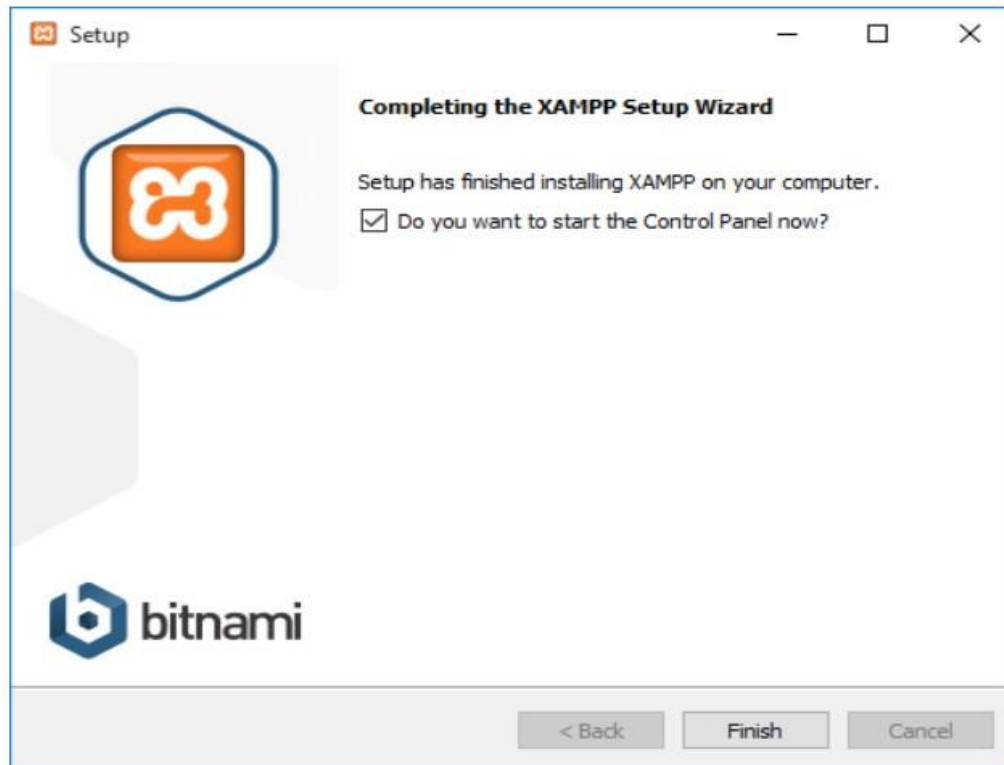 Setup
Completing the XAMPP Setup Wizard
Setup has finished installing XAMPP on your computer.
Do you want to start the Control Panel now?
bitnami
< Back
Finish
Cancel